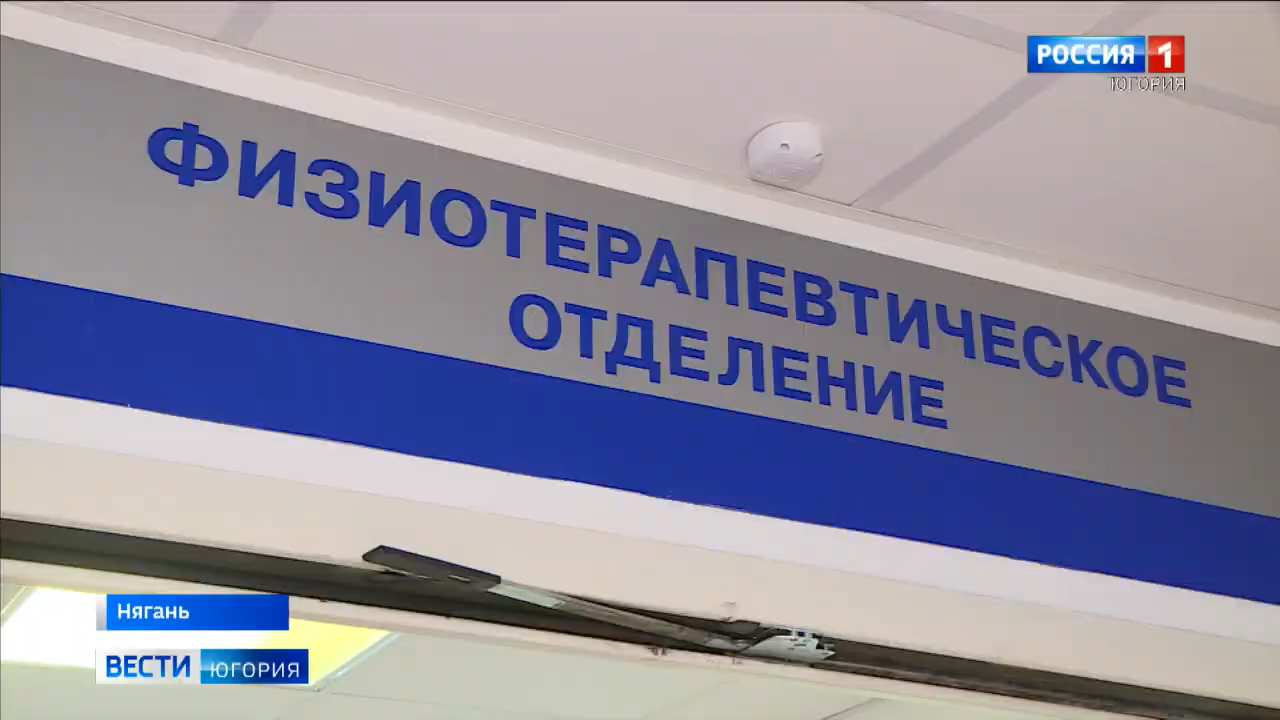 РОССИЯ 1
ЮГОРИЯ
ФИЗИОТЕРАПЕВТИЧЕСКОЕ
ОТДЕЛЕНИЕ
Нягань
ВЕСТИ ЮГОРИЯ